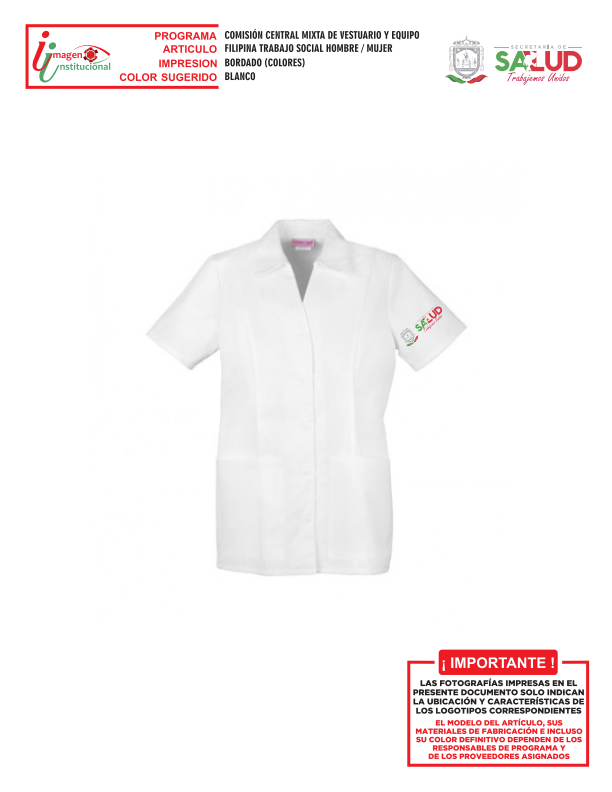 imagen
institucional
PROGRAMA COMISIÓN CENTRAL MIXTA DE VESTUARIO Y EQUIPO
ARTICULO FILIPINA TRABAJO SOCIAL HOMBRE / MUJER
IMPRESION BORDADO (COLORES)
COLOR SUGERIDO BLANCO
SECRETARÍA DE
SALUD
Trabajemos Unidos
SALUD
¡ IMPORTANTE !
LAS FOTOGRAFÍAS IMPRESAS EN EL
PRESENTE DOCUMENTO SOLO INDICAN
LA UBICACIÓN Y CARACTERÍSTICAS DE
LOS LOGOTIPOS CORRESPONDIENTES
EL MODELO DEL ARTÍCULO, SUS
MATERIALES DE FABRICACIÓN E INCLUSO
SU COLOR DEFINITIVO DEPENDEN DE LOS
RESPONSABLES DE PROGRAMA Y
DE LOS PROVEEDORES ASIGNADOS